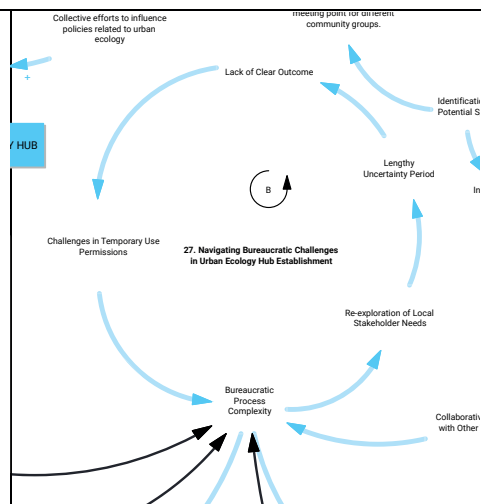 Collective efforts to influence
policies related to urban
ecology
meeting point for different
community groups.
Lack of Clear Outcome
+
Potential S
HUB
Lengthy
Uncertainty Period
In
B
Challenges in Temporary Use
Permissions
27. Navigating Bureaucratic Challenges
in Urban Ecology Hub Establishment
Re-exploration of Local
Stakeholder Needs
Bureaucratic
Process
Complexity
with Other